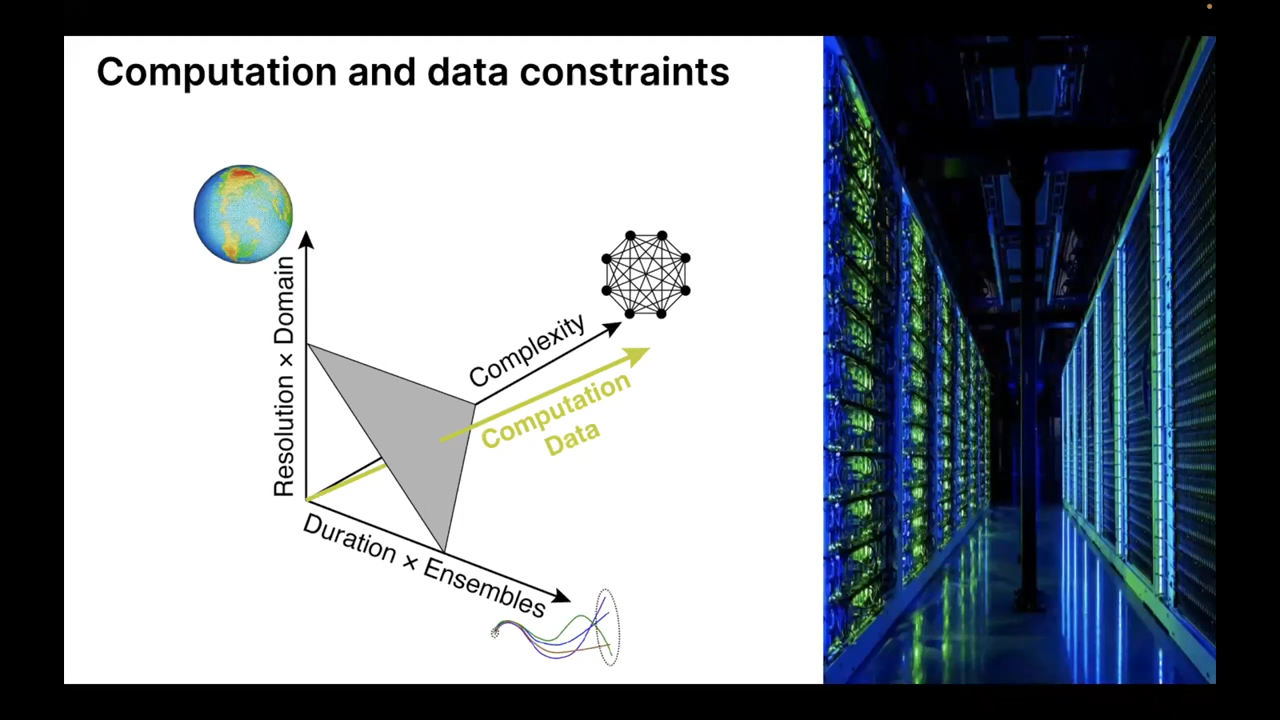 Computation and data constraints
Resolution × Domain
Complexity
Computation
Data
Duration × Ensembles